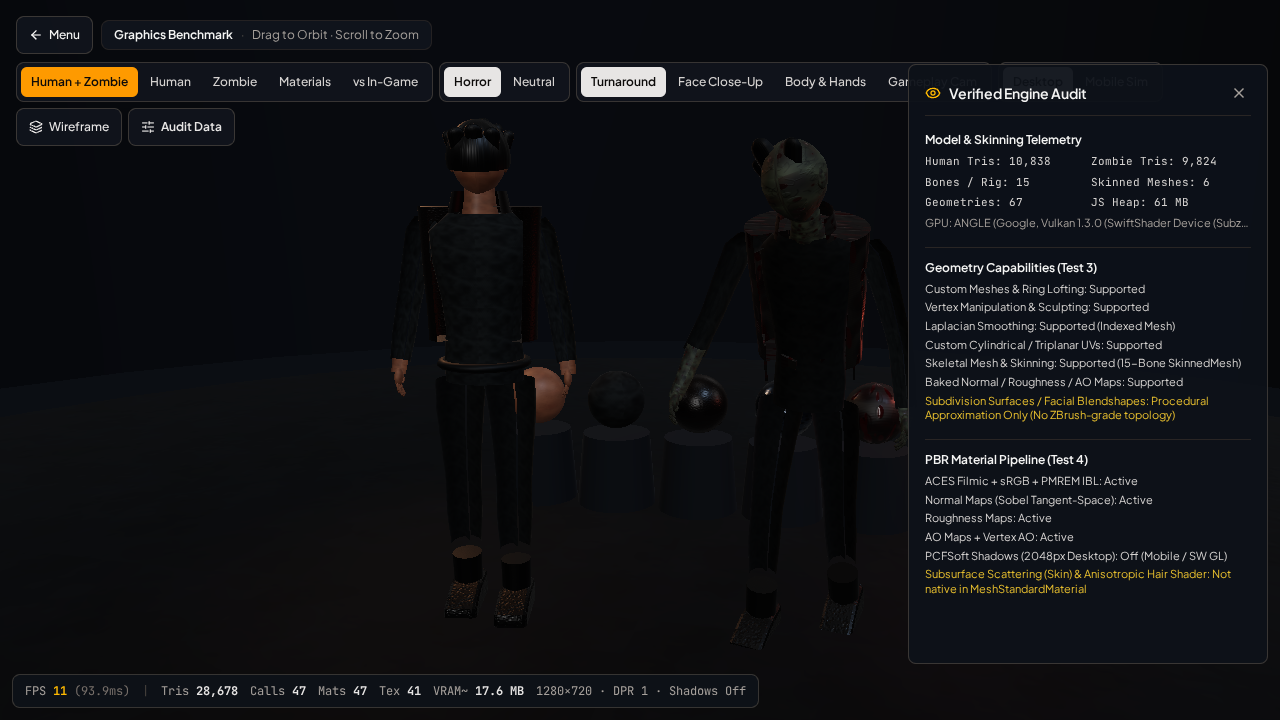 Menu
Graphics Benchmark · Drag to Orbit · Scroll to Zoom
Human + Zombie Human Zombie Materials vs In-Game Horror Neutral Turnaround Face Close-Up Body & Hands Gameplay Cam Desktop Mobile Sim
Wireframe Audit Data
Verified Engine Audit
Model & Skinning Telemetry
Human Tris: 10,838 Zombie Tris: 9,824
Bones / Rig: 15 Skinned Meshes: 6
Geometries: 67 JS Heap: 61 MB
GPU: ANGLE (Google, Vulkan 1.3.0 (SwiftShader Device (Subz...
Geometry Capabilities (Test 3)
Custom Meshes & Ring Lofting: Supported
Vertex Manipulation & Sculpting: Supported
Laplacian Smoothing: Supported (Indexed Mesh)
Custom Cylindrical / Triplanar UVs: Supported
Skeletal Mesh & Skinning: Supported (15-Bone SkinnedMesh)
Baked Normal / Roughness / AO Maps: Supported
Subdivision Surfaces / Facial Blendshapes: Procedural
Approximation Only (No ZBrush-grade topology)
PBR Material Pipeline (Test 4)
ACES Filmic + sRGB + PMREM IBL: Active
Normal Maps (Sobel Tangent-Space): Active
Roughness Maps: Active
AO Maps + Vertex AO: Active
PCFSoft Shadows (2048px Desktop): Off (Mobile / SW GL)
Subsurface Scattering (Skin) & Anisotropic Hair Shader: Not
native in MeshStandardMaterial
FPS 11 (93.9ms) | Tris 28,678 Calls 47 Mats 47 Tex 41 VRAM~ 17.6 MB 1280×720 · DPR 1 · Shadows Off